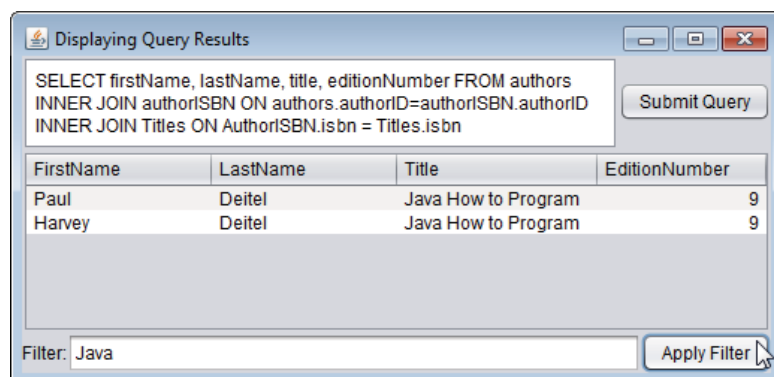 Displaying Query Results
SELECT firstName, lastName, title, editionNumber FROM authors
INNER JOIN authorISBN ON authors.authorID=authorISBN.authorID
INNER JOIN Titles ON AuthorISBN.isbn = Titles.isbn
Submit Query
FirstName LastName Title EditionNumber
Paul Deitel Java How to Program 9
Harvey Deitel Java How to Program 9
Filter: Java Apply Filter